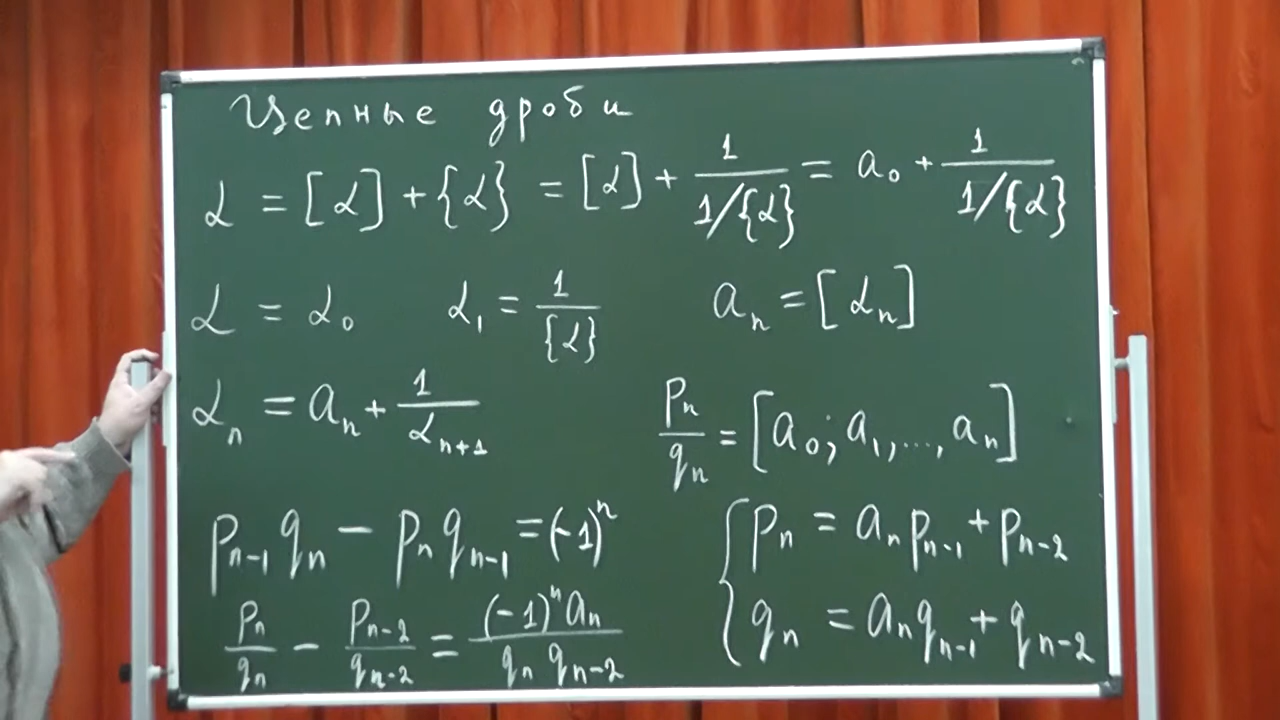 Цепные дроби
α = [α] + {α} = [α] + 1/(1/{α}) = a₀ + 1/(1/{α})
α = α₀ α₁ = 1/{α} aₙ = [αₙ]
αₙ = aₙ + 1/αₙ₊₁ pₙ/qₙ = [a₀; a₁, ..., aₙ]
pₙ₋₁qₙ − pₙqₙ₋₁ = (-1)ⁿ { pₙ = aₙpₙ₋₁ + pₙ₋₂
pₙ/qₙ − pₙ₋₂/qₙ₋₂ = (-1)ⁿaₙ/(qₙ qₙ₋₂) qₙ = aₙqₙ₋₁ + qₙ₋₂